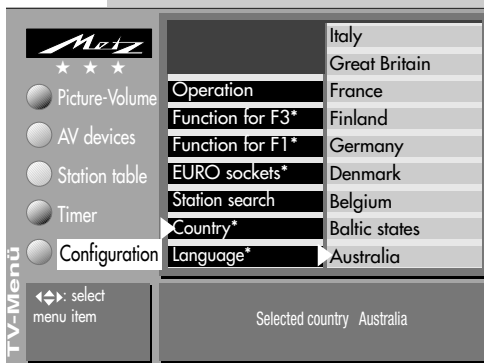 Metz
Picture-Volume
AV devices
Station table
Timer
Configuration
Operation
Function for F3*
Function for F1*
EURO sockets*
Station search
Country*
Language*
Italy
Great Britain
France
Finland
Germany
Denmark
Belgium
Baltic states
Australia
TV-Menü
: select
menu item
Selected country Australia